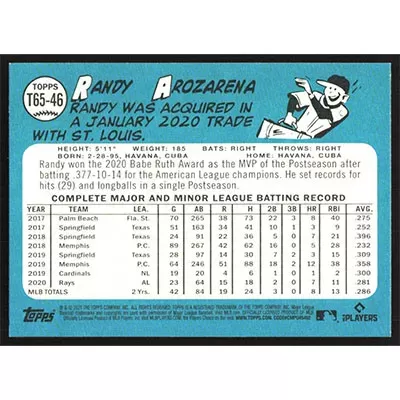 TOPPS
T65-46
RANDY AROZARENA
RANDY WAS ACQUIRED IN
A JANUARY 2020 TRADE
WITH ST. LOUIS.
HEIGHT: 5'11" WEIGHT: 185 BATS: RIGHT THROWS: RIGHT
BORN: 2-28-95, HAVANA, CUBA HOME: HAVANA, CUBA
Randy won the 2020 Babe Ruth Award as the MVP of the Postseason after
batting .377-10-14 for the American League champions. He set records for
hits (29) and longballs in a single Postseason.
COMPLETE MAJOR AND MINOR LEAGUE BATTING RECORD
YEAR TEAM LEA. G AB R H 2B 3B HR RBI AVG.
2017 Palm Beach Fla. St. 70 265 38 73 22 3 8 40 .275
2017 Springfield Texas 51 163 34 41 10 1 3 9 .252
2018 Springfield Texas 24 91 22 36 5 0 7 21 .396
2018 Memphis P.C. 89 267 42 62 16 0 5 28 .232
2019 Springfield Texas 28 97 14 30 7 2 3 15 .309
2019 Memphis P.C. 64 246 51 88 18 2 12 38 .358
2019 Cardinals NL 19 20 4 6 1 0 1 2 .300
2020 Rays AL 23 64 15 18 2 0 7 11 .281
MLB TOTALS 2 Yrs. 42 84 19 24 3 0 8 13 .286
Topps
MLB
PLAYERS